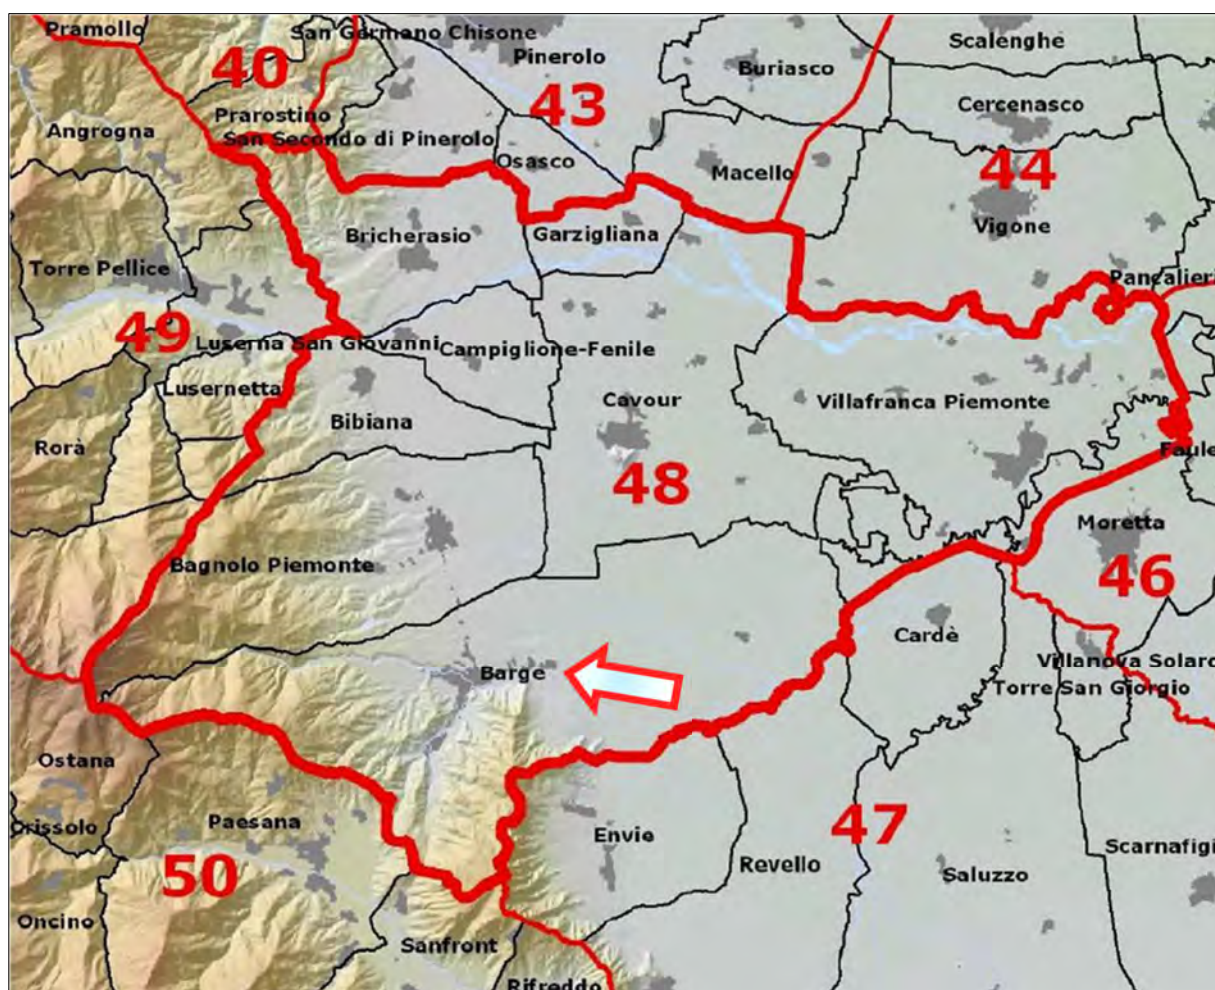 Pramollo
San Germano Chisone
Pinerolo
Scalenghe
40
Buriasco
43
Cercenasco
Prarostino
Angrogna
San Secondo di Pinerolo
Osasco
Macello
44
Vigone
Bricherasio
Garzigliana
Torre Pellice
Pancalieri
49
Luserna San Giovanni
Campiglione-Fenile
Lusernetta
Cavour
Villafranca Piemonte
Bibiana
Rorà
Faule
48
Moretta
Bagnolo Piemonte
46
Cardè
Villanova Solaro
Barge
Torre San Giorgio
Ostana
Crissolo
Paesana
47
Envie
Scarnafigi
50
Revello
Saluzzo
Oncino
Sanfront
Rifreddo